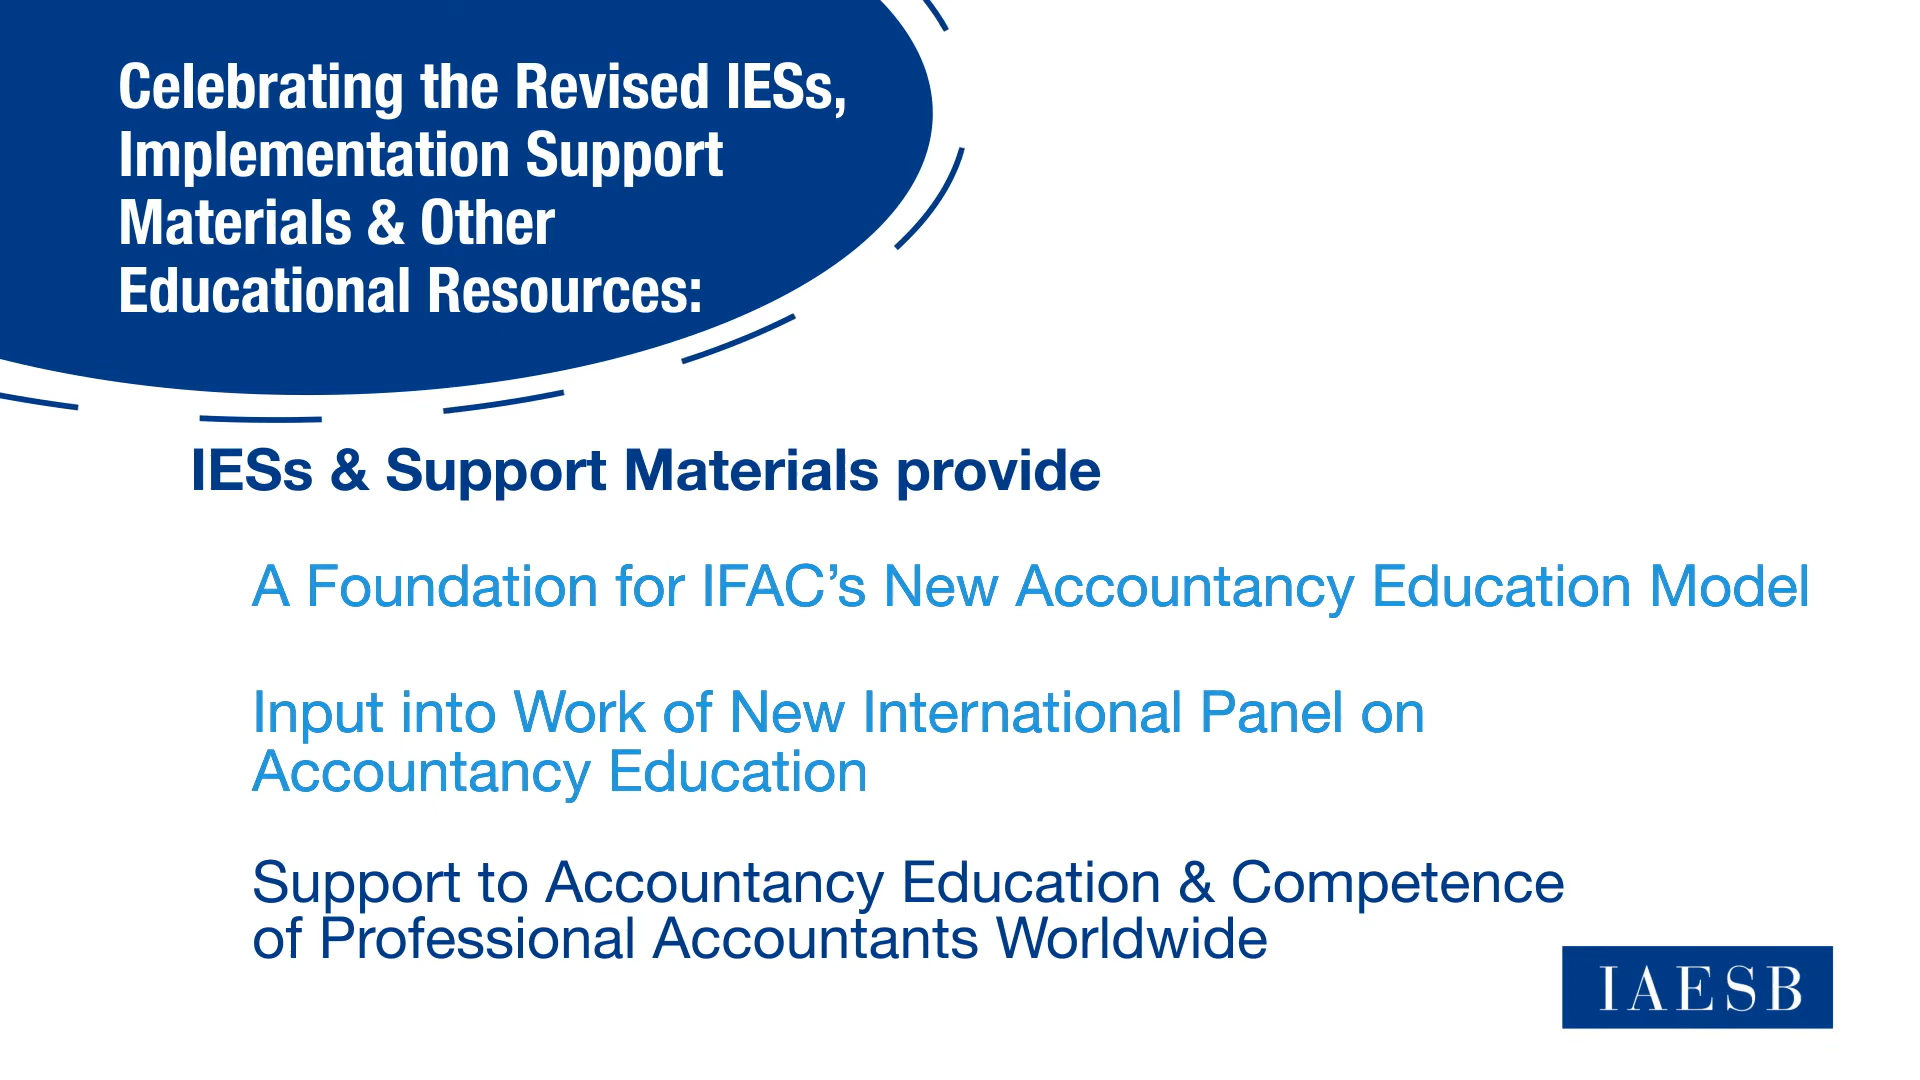 Celebrating the Revised IESs,
Implementation Support
Materials & Other
Educational Resources:
IESs & Support Materials provide
A Foundation for IFAC’s New Accountancy Education Model
Input into Work of New International Panel on
Accountancy Education
Support to Accountancy Education & Competence
of Professional Accountants Worldwide
IAESB